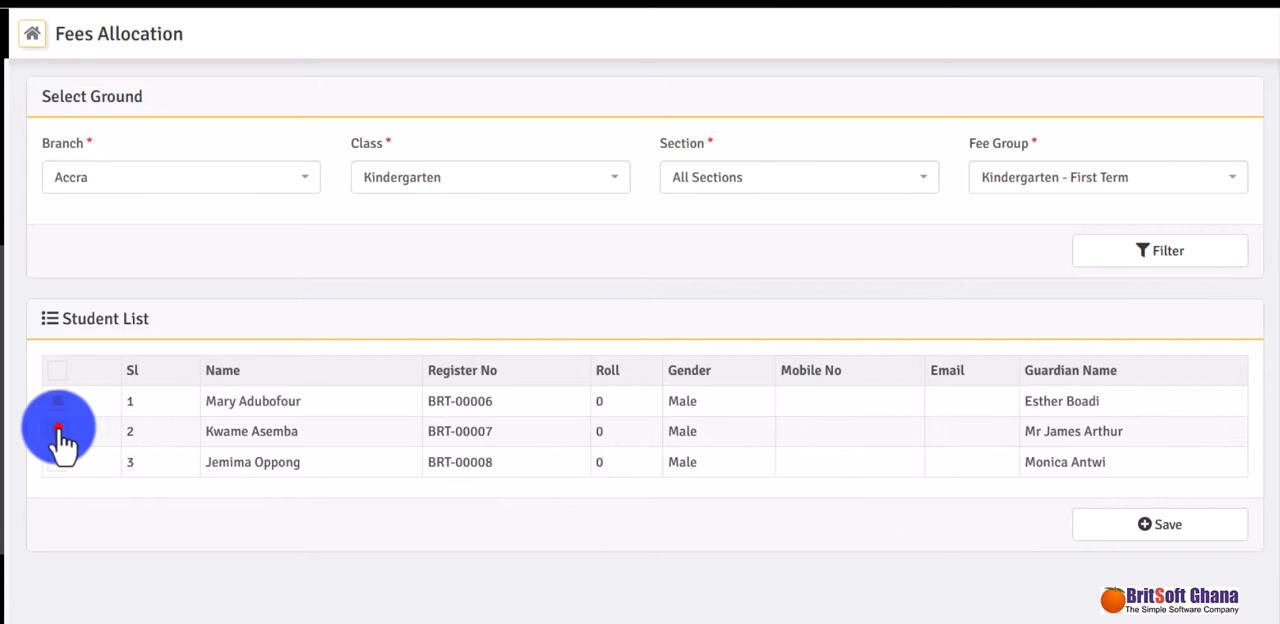 Fees Allocation
Select Ground
Branch * Class * Section * Fee Group *
Accra Kindergarten All Sections Kindergarten - First Term
Filter
Student List
Sl Name Register No Roll Gender Mobile No Email Guardian Name
1 Mary Adubofour BRT-00006 0 Male Esther Boadi
2 Kwame Asemba BRT-00007 0 Male Mr James Arthur
3 Jemima Oppong BRT-00008 0 Male Monica Antwi
Save
BritSoft Ghana
The Simple Software Company